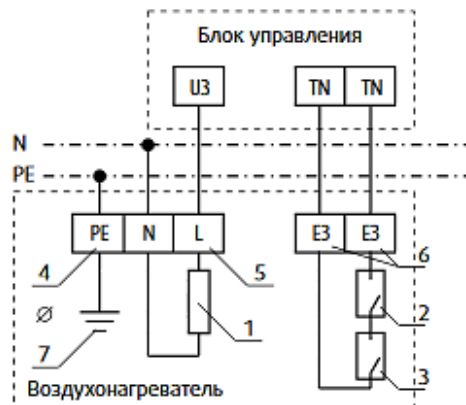 Блок управления
U3 TN TN
N
PE
PE N L E3 E3
4 5 6
1 2
7 3
Воздухонагреватель